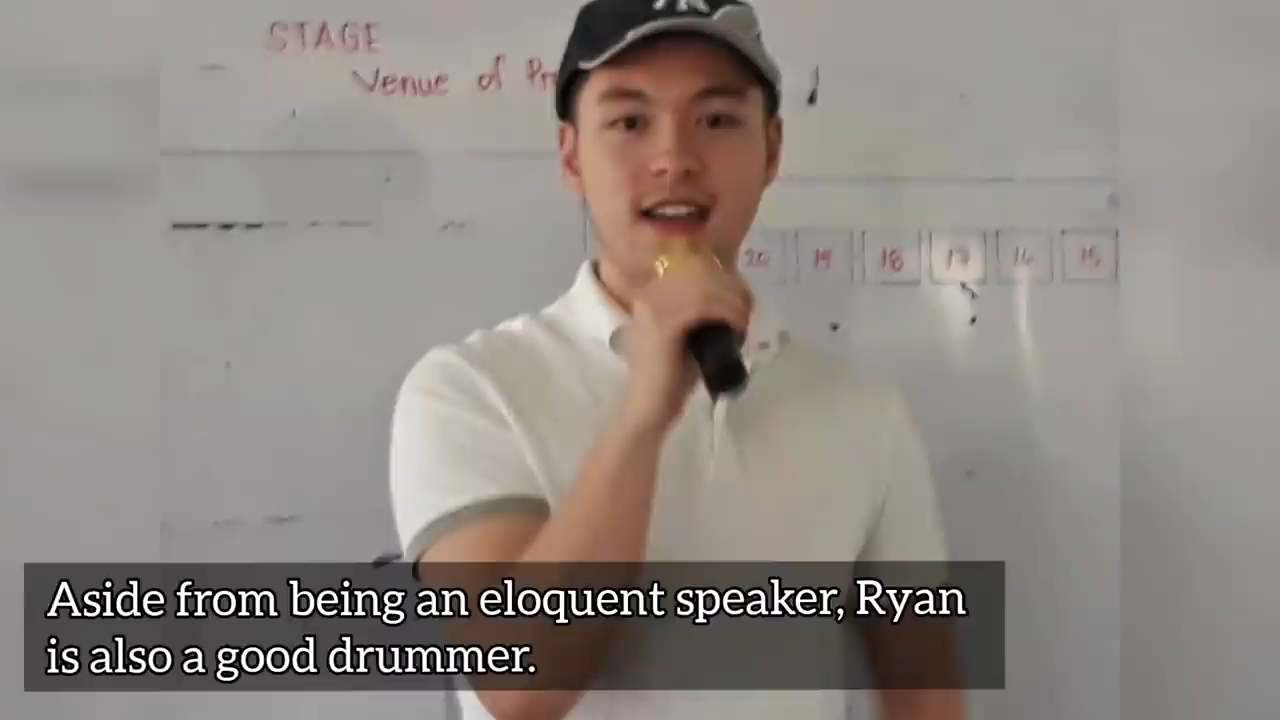 STAGE
Venue of
20 19 18 17 16 15
Aside from being an eloquent speaker, Ryan
is also a good drummer.